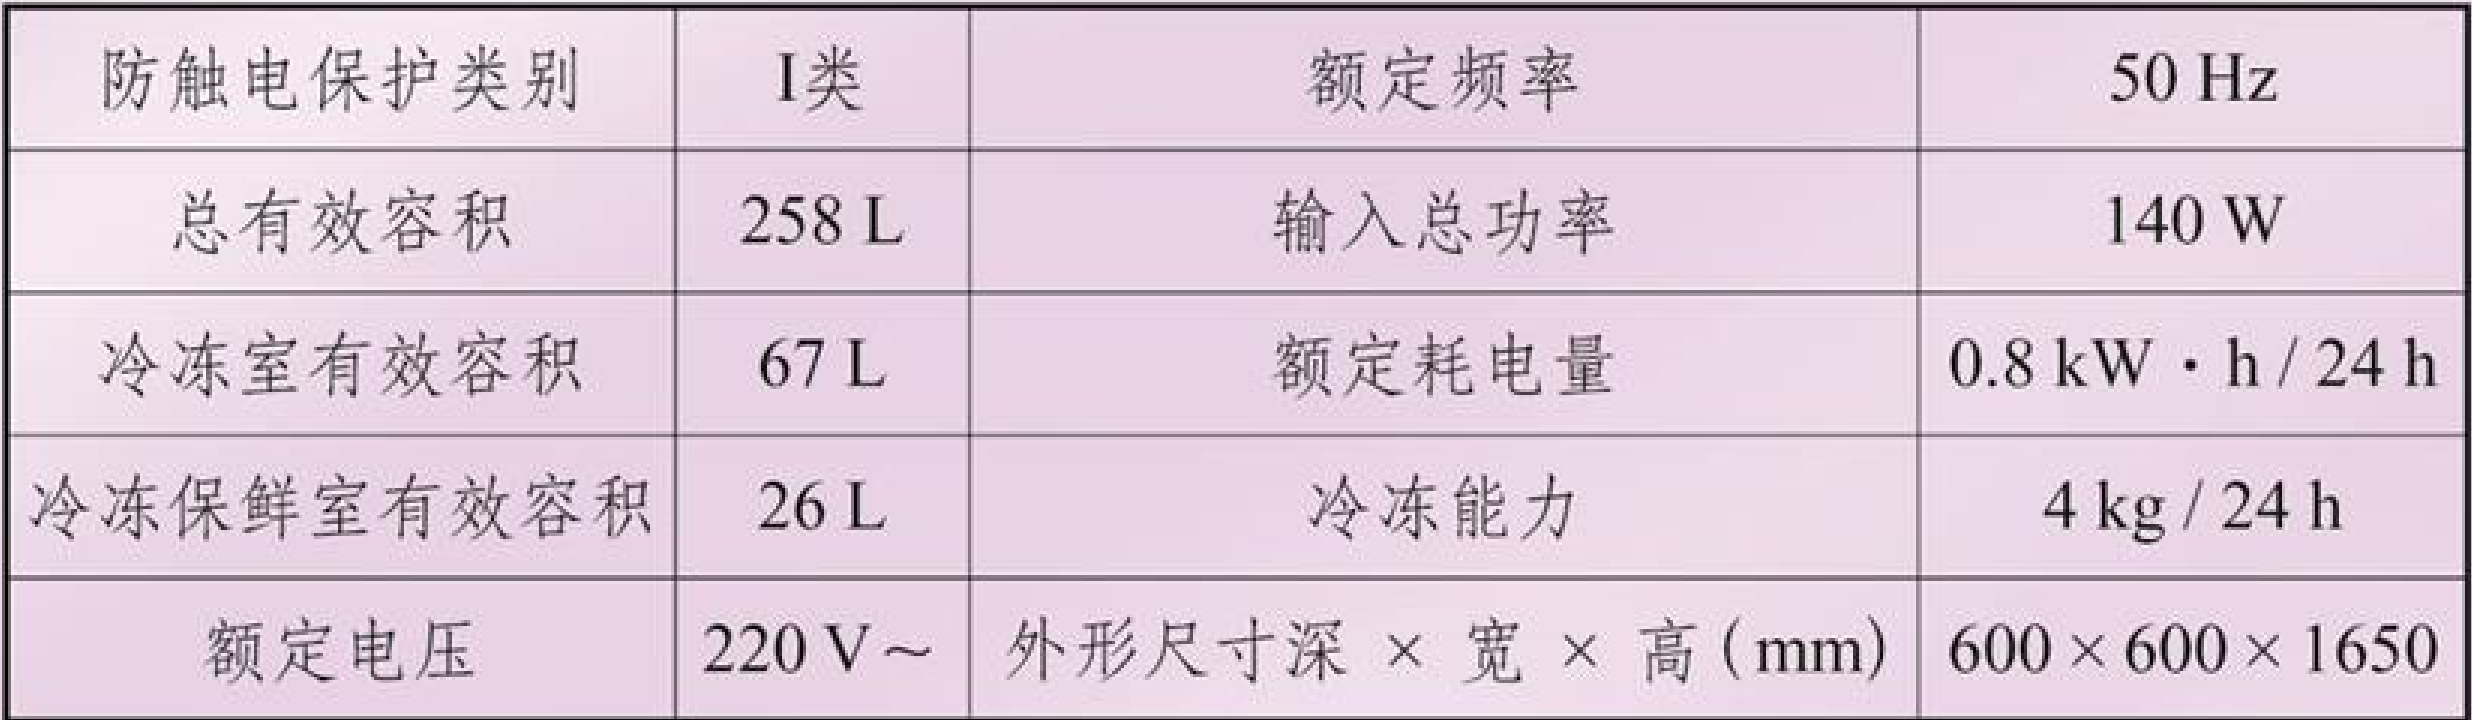 防触电保护类别 I类 额定频率 50 Hz
总有效容积 258 L 输入总功率 140 W
冷冻室有效容积 67 L 额定耗电量 0.8 kW · h / 24 h
冷冻保鲜室有效容积 26 L 冷冻能力 4 kg / 24 h
额定电压 220 V~ 外形尺寸深 × 宽 × 高(mm) 600×600×1650